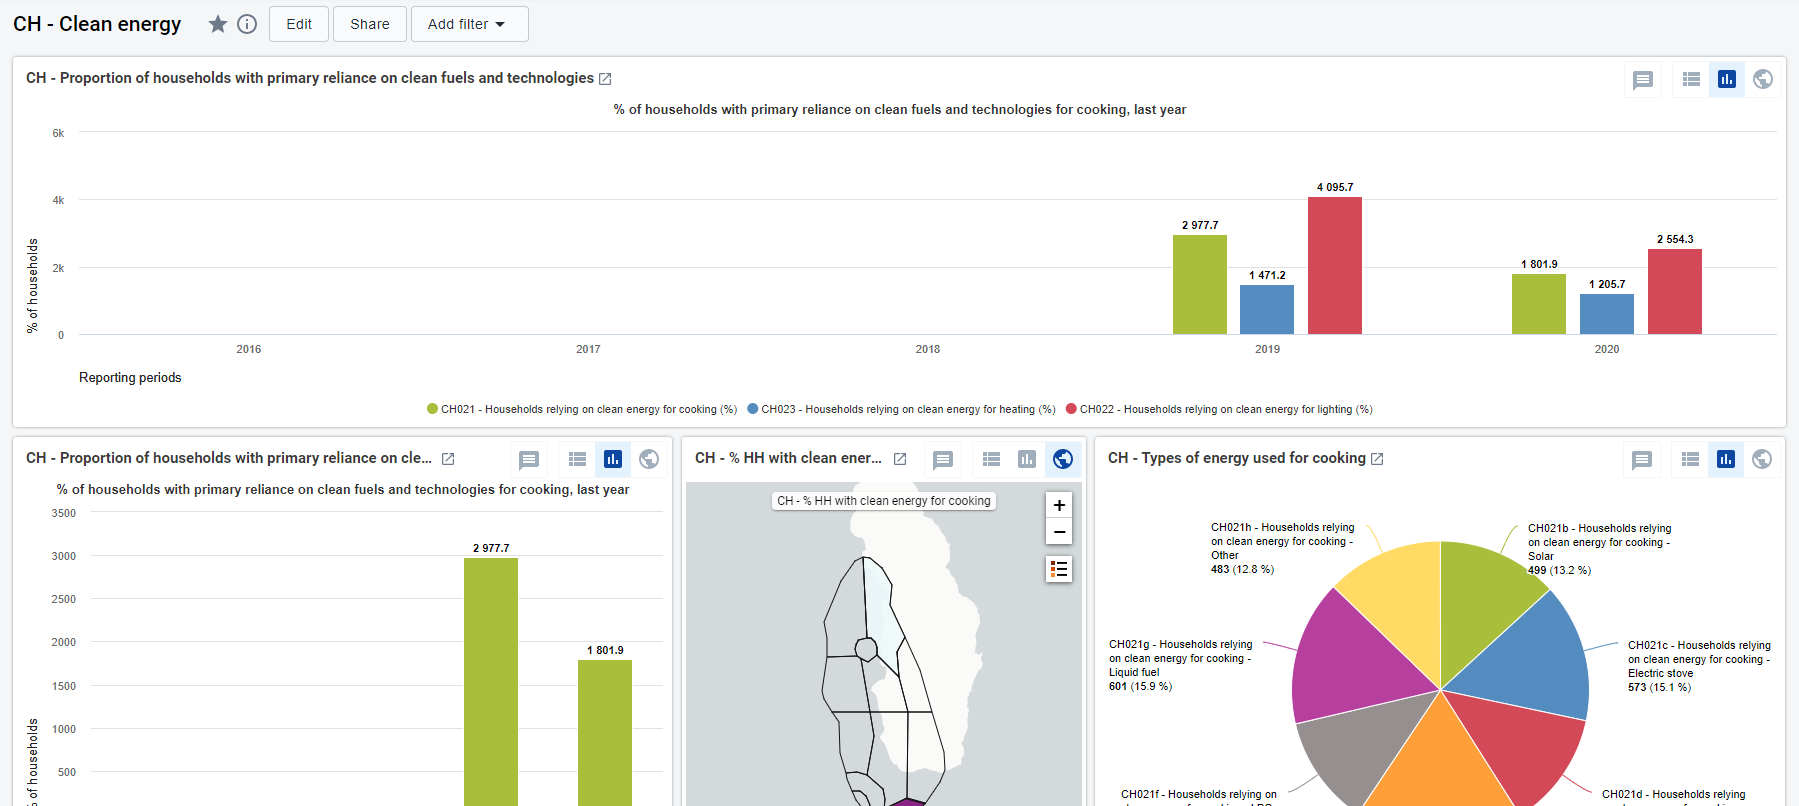 CH - Clean energy
Edit
Share
Add filter
CH - Proportion of households with primary reliance on clean fuels and technologies
% of households with primary reliance on clean fuels and technologies for cooking, last year
6k
4k
2k
0
% of households
2 977.7
1 471.2
4 095.7
1 801.9
1 205.7
2 554.3
2016
2017
2018
2019
2020
Reporting periods
CH021 - Households relying on clean energy for cooking (%)
CH023 - Households relying on clean energy for heating (%)
CH022 - Households relying on clean energy for lighting (%)
CH - Proportion of households with primary reliance on cle...
% of households with primary reliance on clean fuels and technologies for cooking, last year
3500
3000
2500
2000
1500
1000
500
% of households
2 977.7
1 801.9
CH - % HH with clean ener...
CH - % HH with clean energy for cooking
+
−
CH - Types of energy used for cooking
CH021h - Households relying
on clean energy for cooking -
Other
483 (12.8 %)
CH021b - Households relying
on clean energy for cooking -
Solar
499 (13.2 %)
CH021g - Households relying
on clean energy for cooking -
Liquid fuel
601 (15.9 %)
CH021c - Households relying
on clean energy for cooking -
Electric stove
573 (15.1 %)
CH021f - Households relying on
CH021d - Households relying